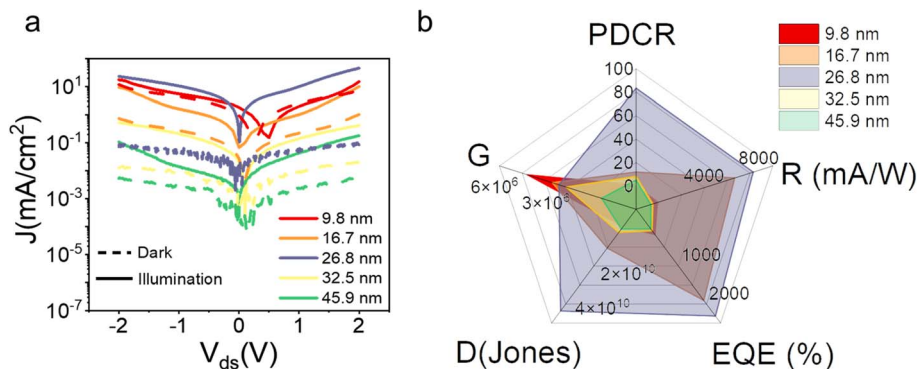 a
J(mA/cm²)
10¹
10⁻¹
10⁻³
10⁻⁵
10⁻⁷
-2
-1
0
1
2
V_ds(V)
Dark
Illumination
9.8 nm
16.7 nm
26.8 nm
32.5 nm
45.9 nm
b
PDCR
100
80
60
40
20
0
G
6×10⁶
3×10⁶
4000
8000
R (mA/W)
1000
2000
EQE (%)
2×10¹⁰
4×10¹⁰
D(Jones)
9.8 nm
16.7 nm
26.8 nm
32.5 nm
45.9 nm